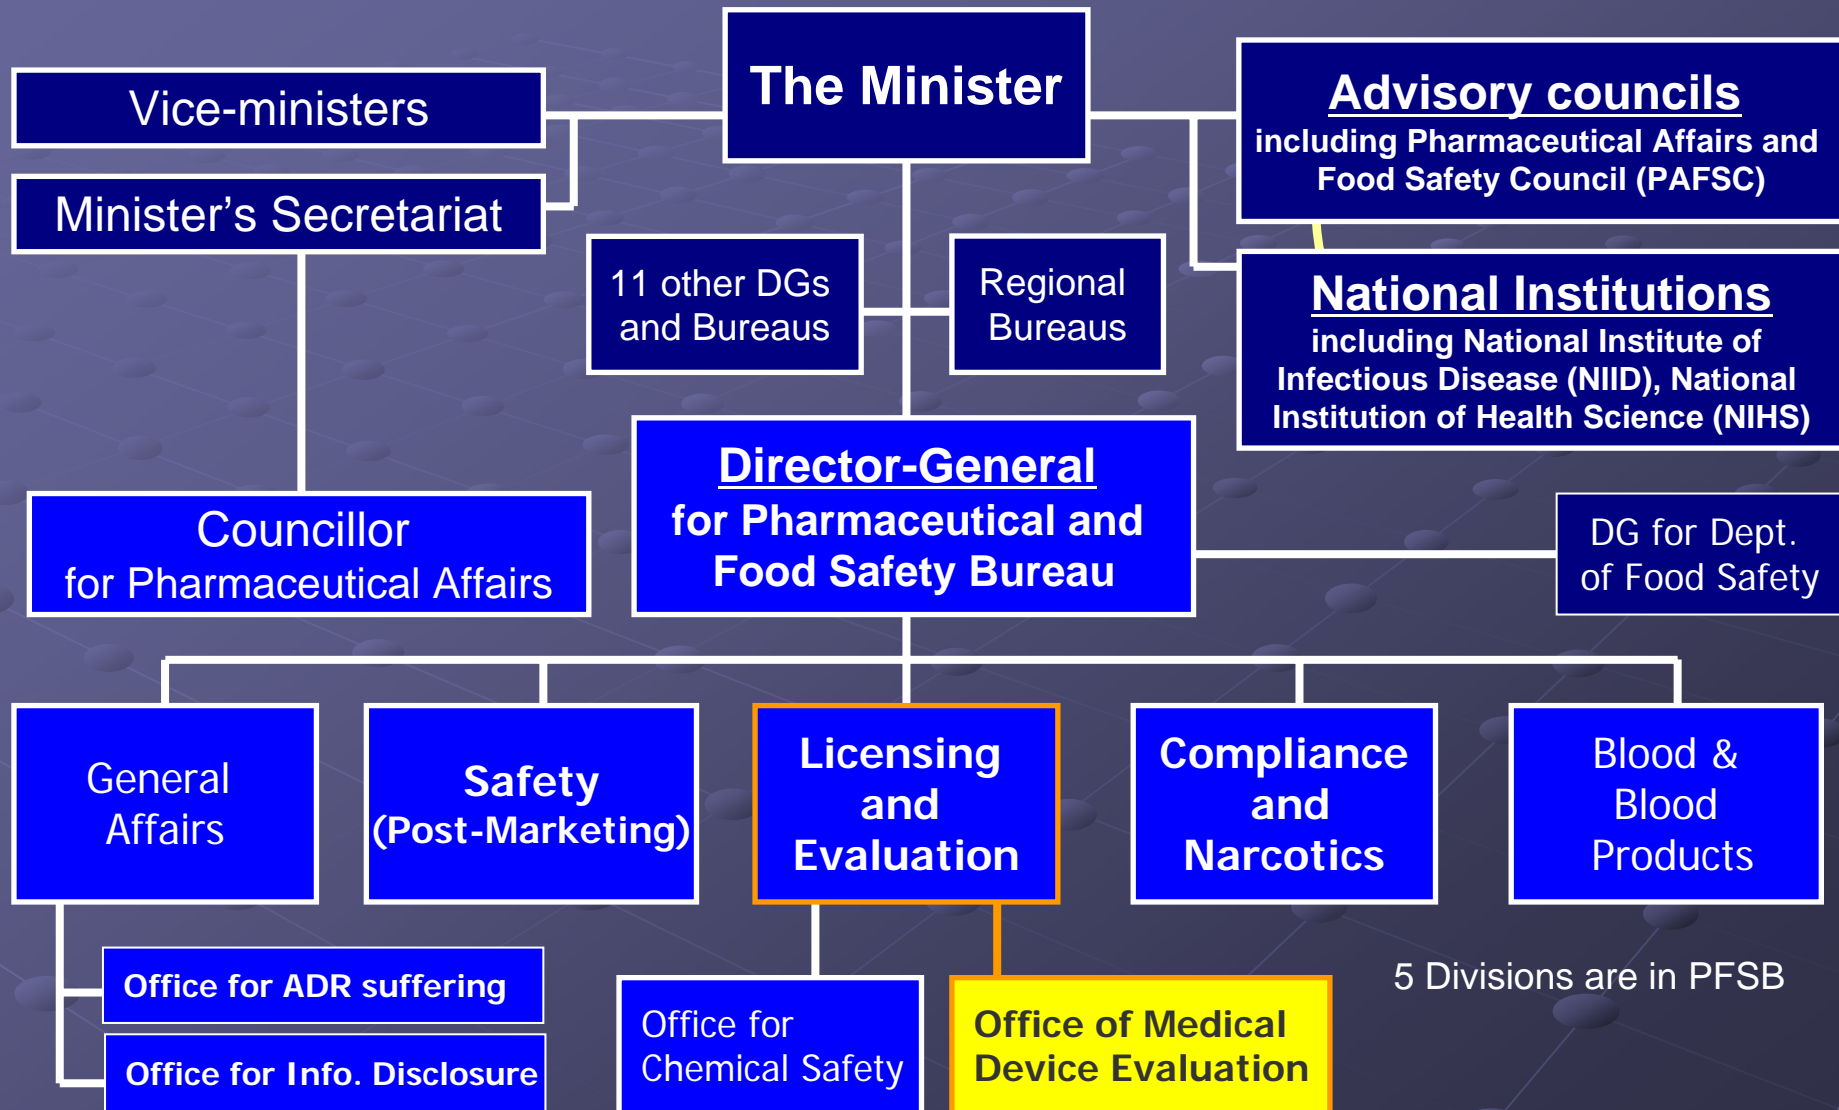 The Minister
Vice-ministers
Minister’s Secretariat
Advisory councils
including Pharmaceutical Affairs and
Food Safety Council (PAFSC)
11 other DGs
and Bureaus
Regional
Bureaus
National Institutions
including National Institute of
Infectious Disease (NIID), National
Institution of Health Science (NIHS)
Councillor
for Pharmaceutical Affairs
Director-General
for Pharmaceutical and
Food Safety Bureau
DG for Dept.
of Food Safety
General
Affairs
Safety
(Post-Marketing)
Licensing
and
Evaluation
Compliance
and
Narcotics
Blood &
Blood
Products
Office for ADR suffering
Office for Info. Disclosure
Office for
Chemical Safety
Office of Medical
Device Evaluation
5 Divisions are in PFSB